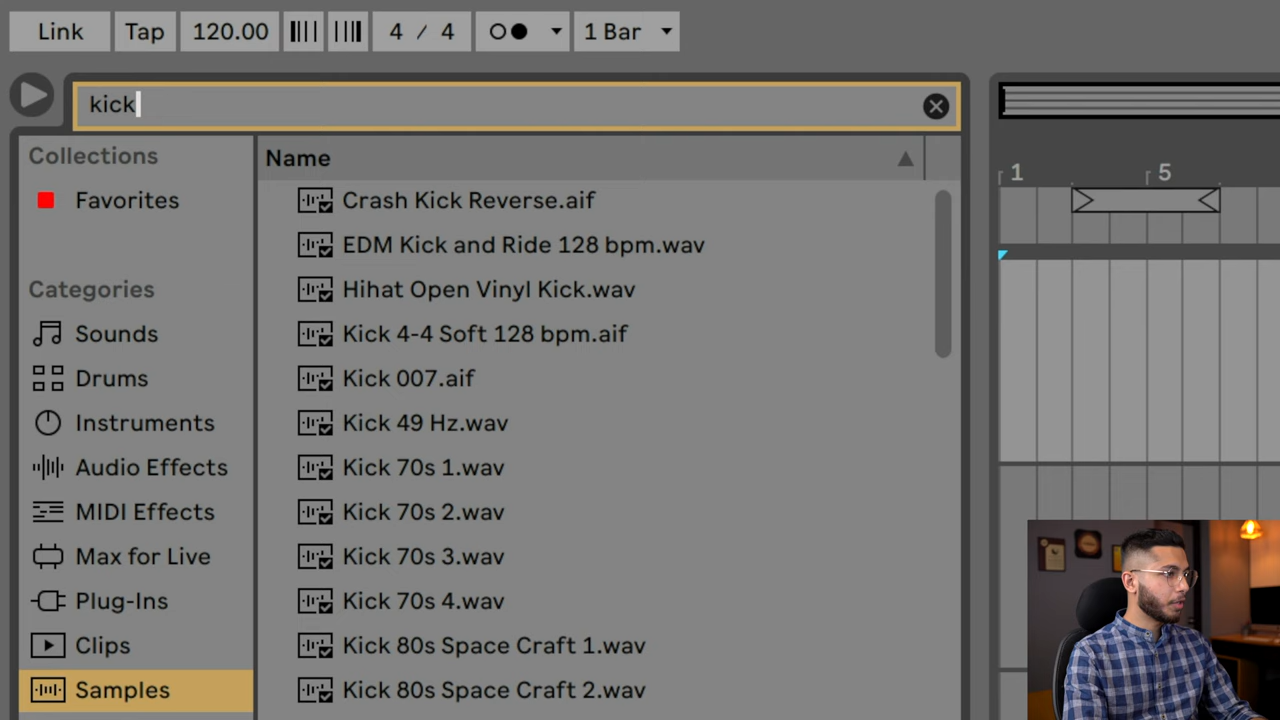 Link Tap 120.00 4 / 4 1 Bar
kick
Collections
Favorites
Categories
Sounds
Drums
Instruments
Audio Effects
MIDI Effects
Max for Live
Plug-Ins
Clips
Samples
Name
Crash Kick Reverse.aif
EDM Kick and Ride 128 bpm.wav
Hihat Open Vinyl Kick.wav
Kick 4-4 Soft 128 bpm.aif
Kick 007.aif
Kick 49 Hz.wav
Kick 70s 1.wav
Kick 70s 2.wav
Kick 70s 3.wav
Kick 70s 4.wav
Kick 80s Space Craft 1.wav
Kick 80s Space Craft 2.wav
1 5